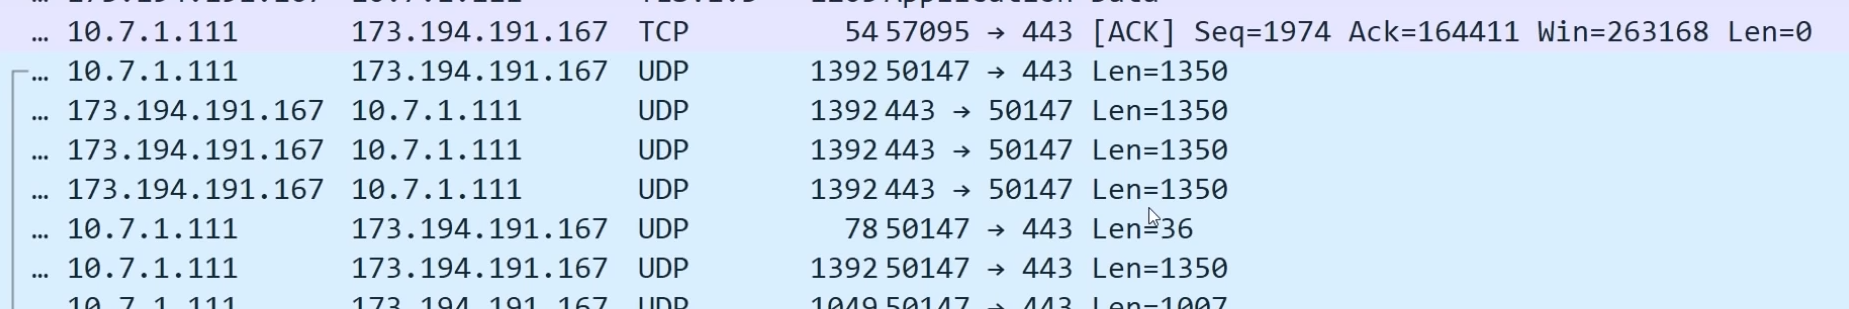 … 10.7.1.111 173.194.191.167 TCP 54 57095 → 443 [ACK] Seq=1974 Ack=164411 Win=263168 Len=0
… 10.7.1.111 173.194.191.167 UDP 1392 50147 → 443 Len=1350
… 173.194.191.167 10.7.1.111 UDP 1392 443 → 50147 Len=1350
… 173.194.191.167 10.7.1.111 UDP 1392 443 → 50147 Len=1350
… 173.194.191.167 10.7.1.111 UDP 1392 443 → 50147 Len=1350
… 10.7.1.111 173.194.191.167 UDP 78 50147 → 443 Len=36
… 10.7.1.111 173.194.191.167 UDP 1392 50147 → 443 Len=1350
10.7.1.111 173.194.191.167 UDP 1049 50147 → 443 Len=1007